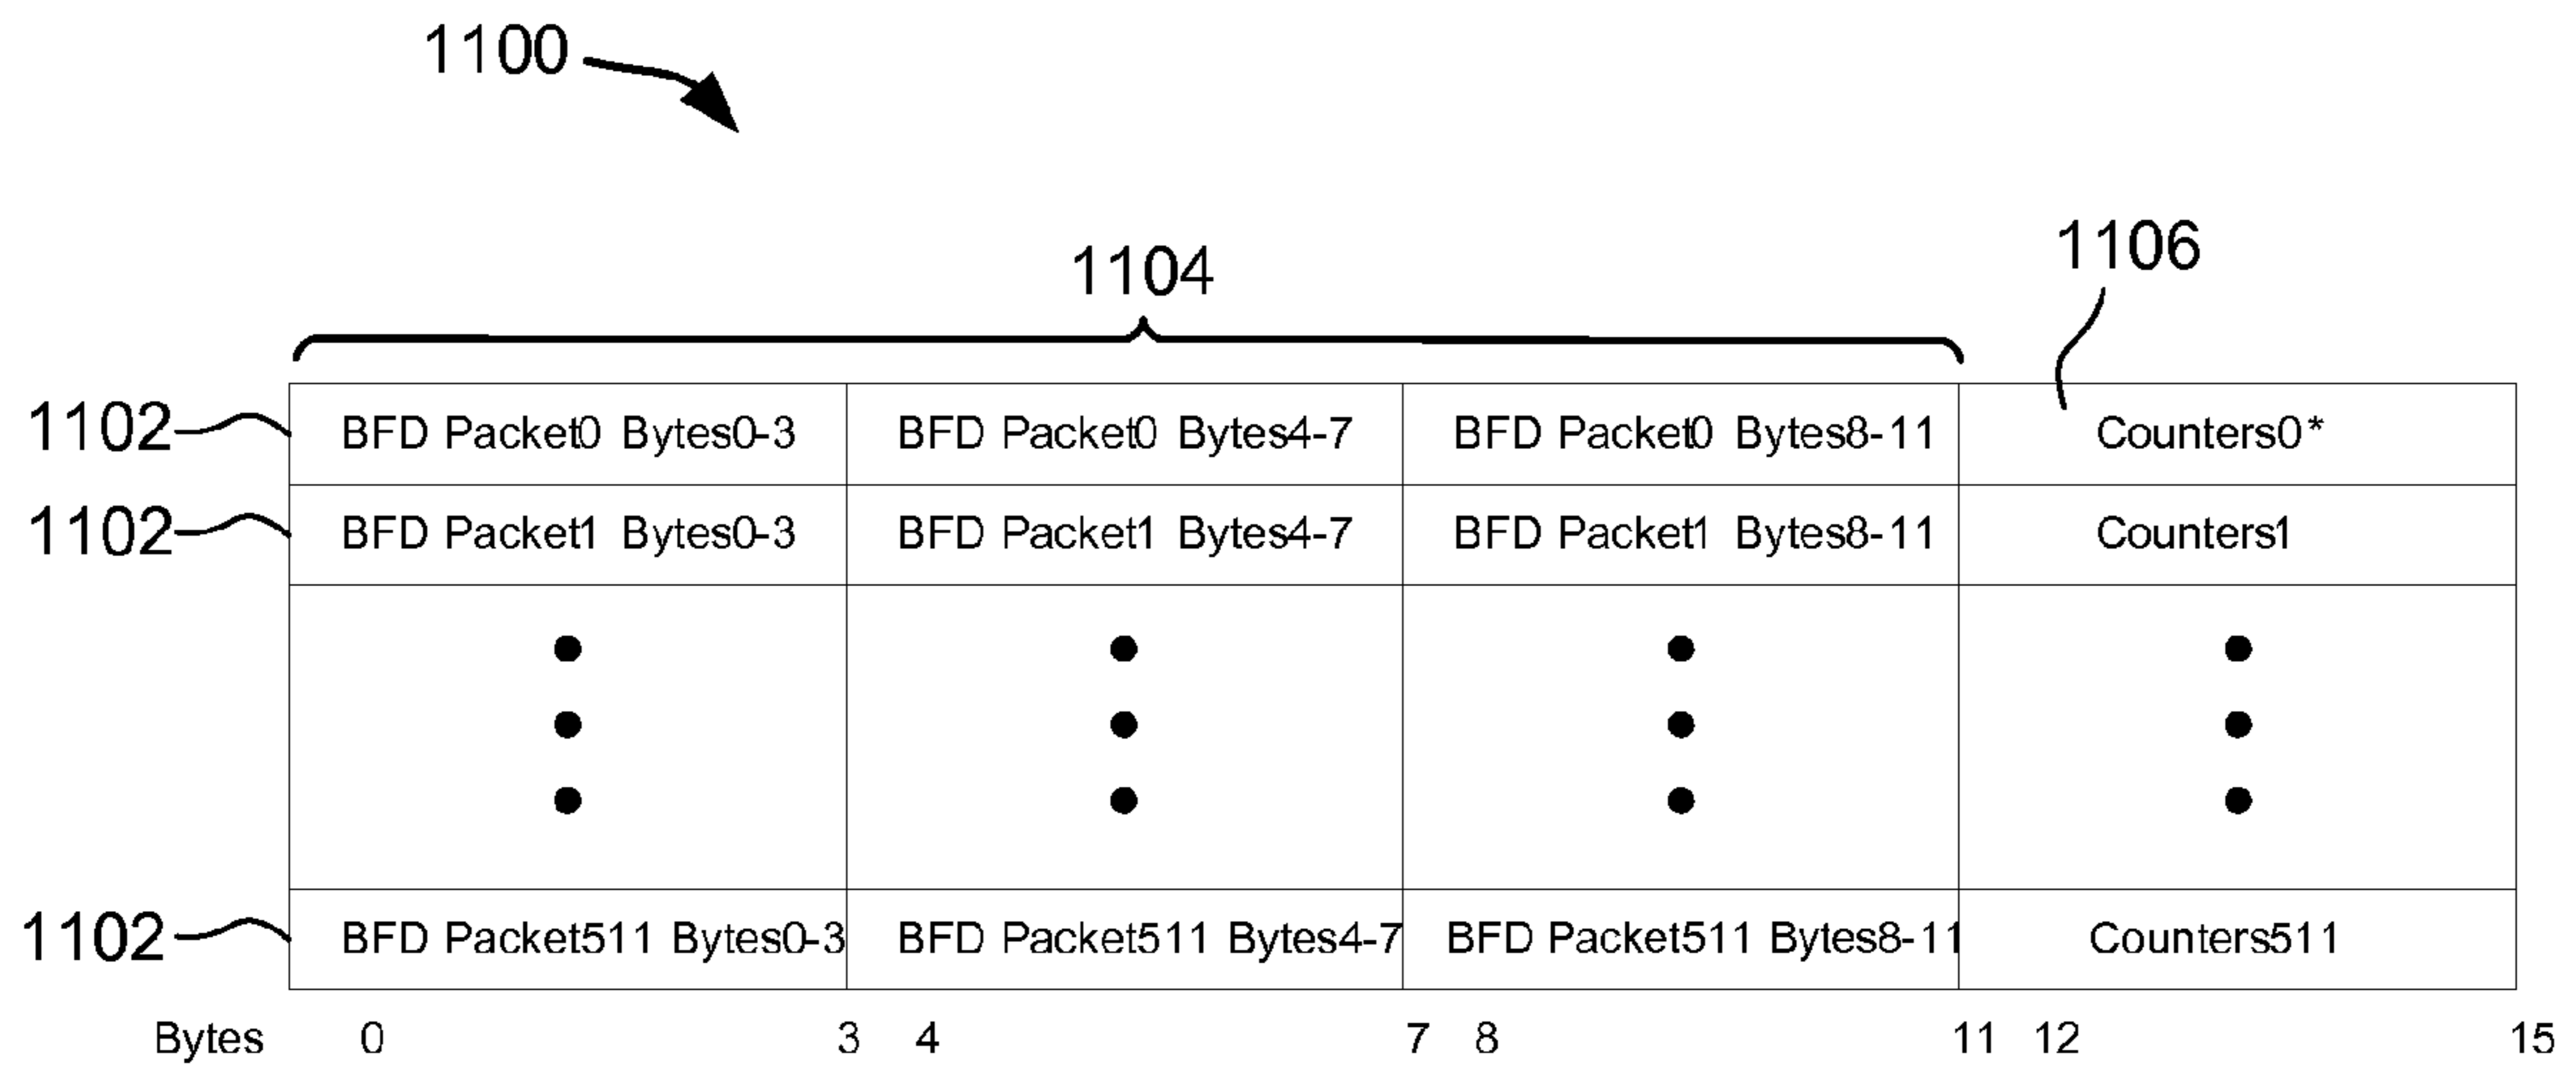 1100
1106
1104
1102 BFD Packet0 Bytes0-3 BFD Packet0 Bytes4-7 BFD Packet0 Bytes8-11 Counters0*
1102 BFD Packet1 Bytes0-3 BFD Packet1 Bytes4-7 BFD Packet1 Bytes8-11 Counters1
1102 BFD Packet511 Bytes0-3 BFD Packet511 Bytes4-7 BFD Packet511 Bytes8-11 Counters511
Bytes 0 3 4 7 8 11 12 15